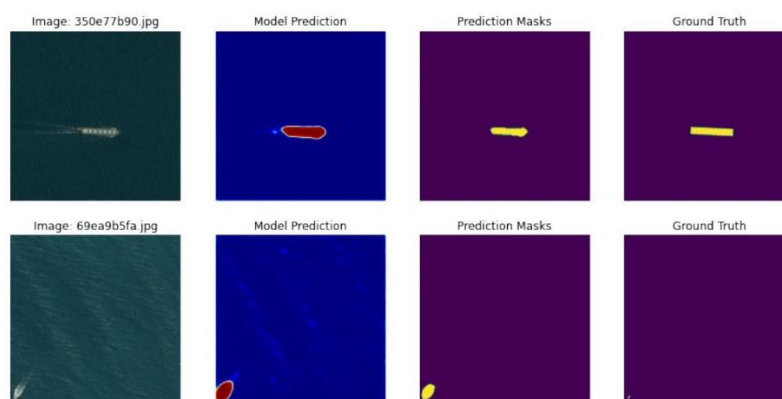 Image: 350e77b90.jpg Model Prediction Prediction Masks Ground Truth
Image: 69ea9b5fa.jpg Model Prediction Prediction Masks Ground Truth